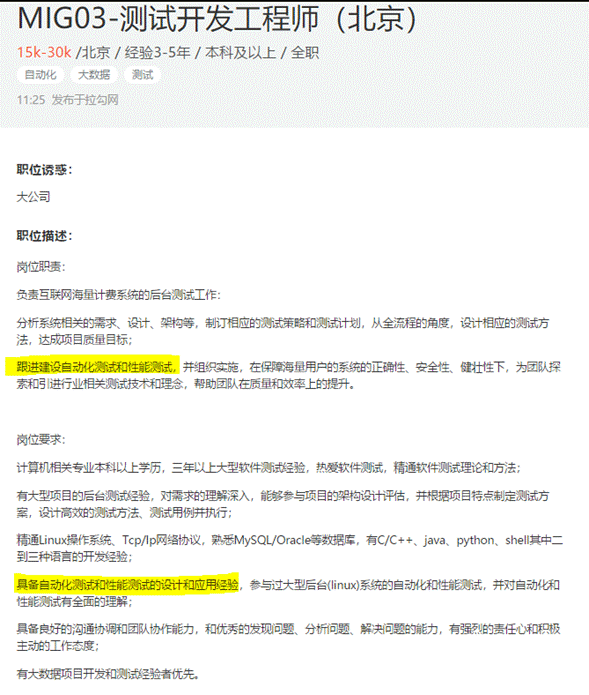 MIG03-测试开发工程师（北京）
15k-30k /北京 / 经验3-5年 / 本科及以上 / 全职
自动化 大数据 测试
11:25 发布于拉勾网
职位诱惑：
大公司
职位描述：
岗位职责：
负责互联网海量计费系统的后台测试工作：
分析系统相关的需求、设计、架构等，制订相应的测试策略和测试计划，从全流程的角度，设计相应的测试方
法，达成项目质量目标；
跟进建设自动化测试和性能测试，并组织实施，在保障海量用户的系统的正确性、安全性、健壮性下，为团队探
索和引进行业相关测试技术和理念，帮助团队在质量和效率上的提升。
岗位要求：
计算机相关专业本科以上学历，三年以上大型软件测试经验，热爱软件测试，精通软件测试理论和方法；
有大型项目的后台测试经验，对需求的理解深入，能够参与项目的架构设计评估，并根据项目特点制定测试方
案，设计高效的测试方法、测试用例并执行；
精通Linux操作系统、Tcp/Ip网络协议，熟悉MySQL/Oracle等数据库，有C/C++、java、python、shell其中二
到三种语言的开发经验；
具备自动化测试和性能测试的设计和应用经验，参与过大型后台(linux)系统的自动化和性能测试，并对自动化和
性能测试有全面的理解；
具备良好的沟通协调和团队协作能力，和优秀的发现问题、分析问题、解决问题的能力，有强烈的责任心和积极
主动的工作态度；
有大数据项目开发和测试经验者优先。